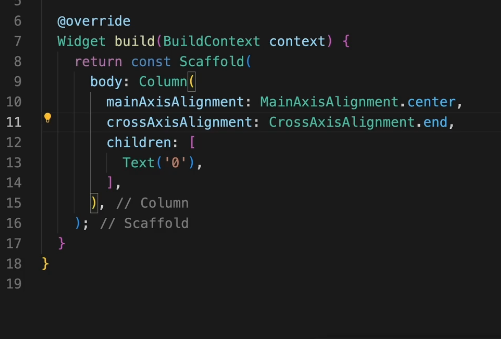 5
6 @override
7 Widget build(BuildContext context) {
8 return const Scaffold(
9 body: Column(
10 mainAxisAlignment: MainAxisAlignment.center,
11 crossAxisAlignment: CrossAxisAlignment.end,
12 children: [
13 Text('0'),
14 ],
15 ), // Column
16 ); // Scaffold
17 }
18 }
19